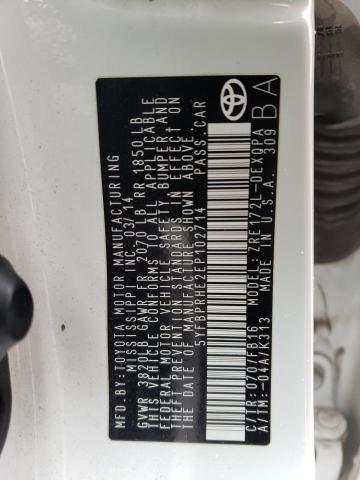 MFD. BY: TOYOTA MOTOR MANUFACTURING
MISSISSIPPI INC. 03/14
GVWR 3820LB GAWR FR 2070 LB RR 1850LB
THIS VEHICLE CONFORMS TO ALL APPLICABLE
FEDERAL MOTOR VEHICLE SAFETY, BUMPER AND
THEFT PREVENTION STANDARDS IN EFFECT ON
THE DATE OF MANUFACTURE SHOWN ABOVE.
5YFBPRHE2EP102714 PASS.CAR
C/TR: 070/FB16 MODEL: ZRE172L-DEXQPA
A/TM: -04A/K313 MADE IN U.S.A. 309
BA